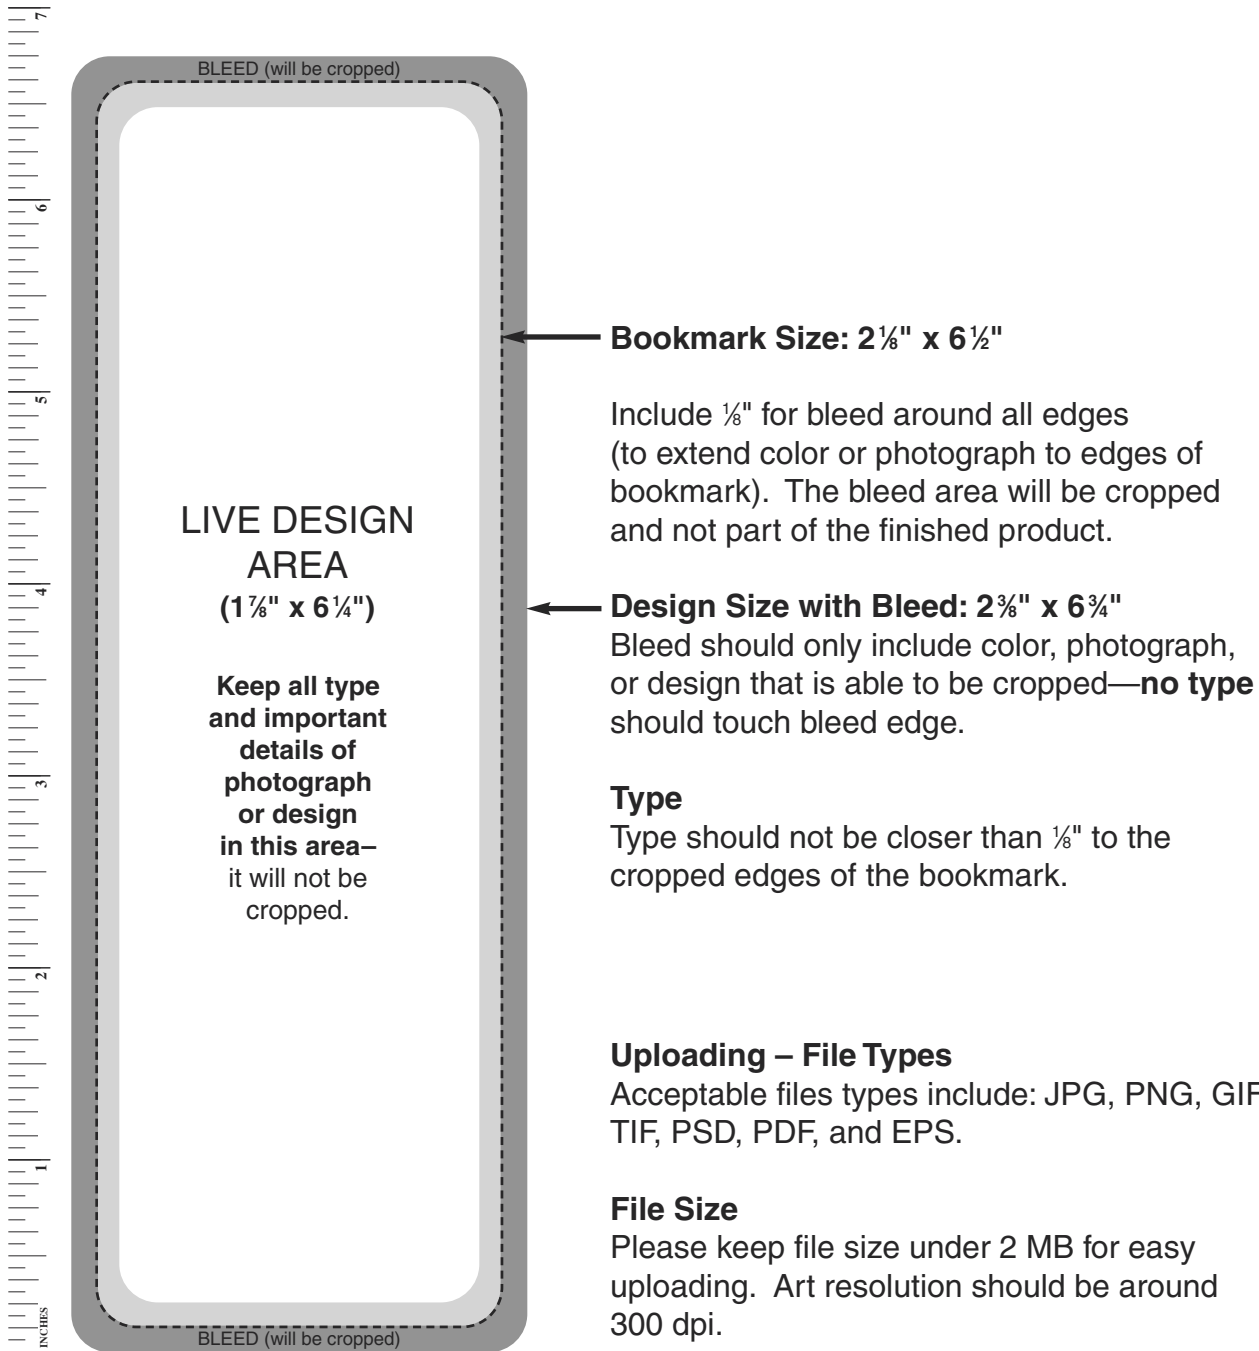 7
6
5
4
3
2
1
INCHES
BLEED (will be cropped)
LIVE DESIGN
AREA
(1⅞" x 6¼")
Keep all type
and important
details of
photograph
or design
in this area–
it will not be
cropped.
BLEED (will be cropped)
Bookmark Size: 2⅛" x 6½"
Include ⅛" for bleed around all edges
(to extend color or photograph to edges of
bookmark). The bleed area will be cropped
and not part of the finished product.
Design Size with Bleed: 2⅜" x 6¾"
Bleed should only include color, photograph,
or design that is able to be cropped—no type
should touch bleed edge.
Type
Type should not be closer than ⅛" to the
cropped edges of the bookmark.
Uploading – File Types
Acceptable files types include: JPG, PNG, GIF
TIF, PSD, PDF, and EPS.
File Size
Please keep file size under 2 MB for easy
uploading. Art resolution should be around
300 dpi.